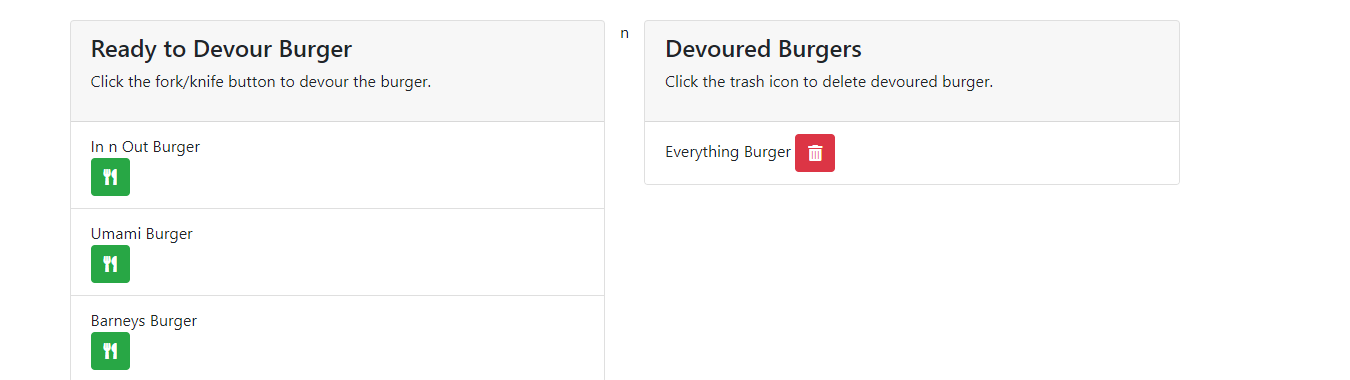 Ready to Devour Burger
Click the fork/knife button to devour the burger.
In n Out Burger
Umami Burger
Barneys Burger
n
Devoured Burgers
Click the trash icon to delete devoured burger.
Everything Burger